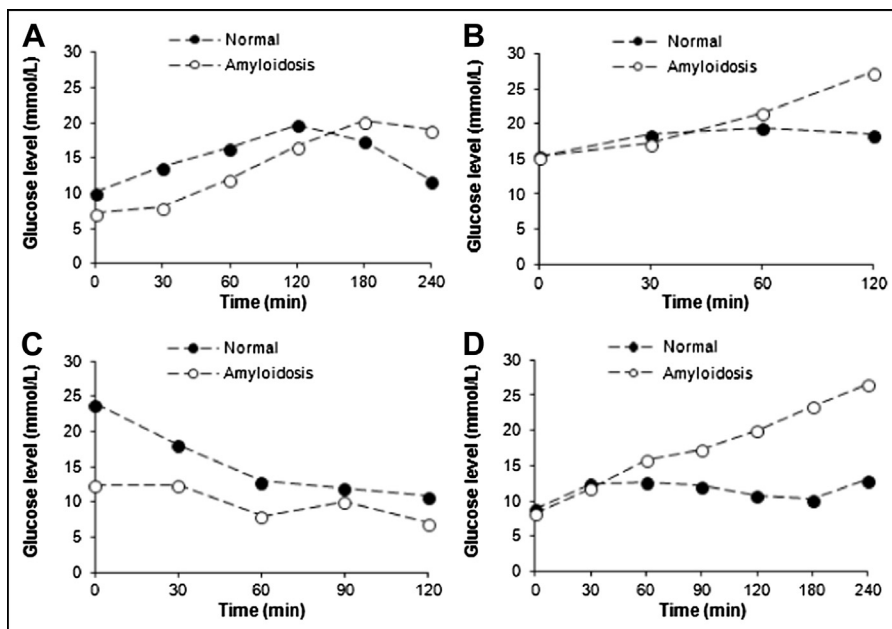 A
Normal
Amyloidosis
Glucose level (mmol/L)
30
25
20
15
10
5
0
0 30 60 120 180 240
Time (min)
B
Normal
Amyloidosis
Glucose level (mmol/L)
30
25
20
15
10
5
0
0 30 60 120
Time (min)
C
Normal
Amyloidosis
Glucose level (mmol/L)
30
25
20
15
10
5
0
0 30 60 90 120
Time (min)
D
Normal
Amyloidosis
Glucose level (mmol/L)
30
25
20
15
10
5
0
0 30 60 90 120 180 240
Time (min)